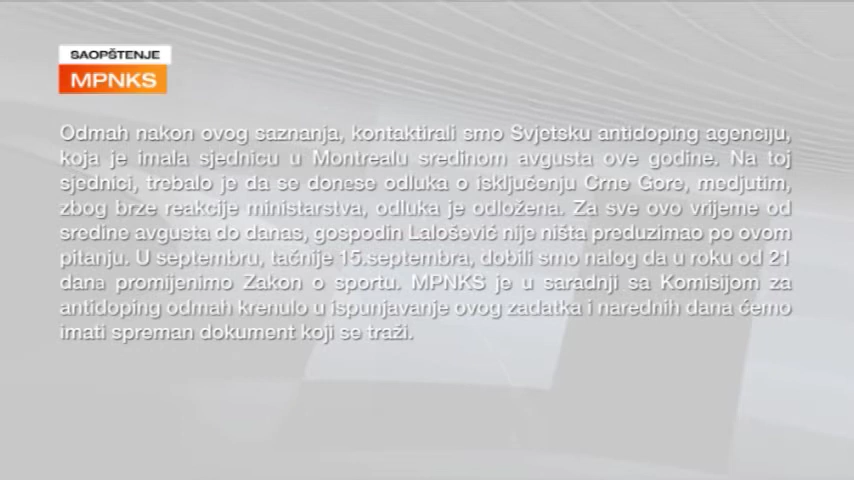 SAOPŠTENJE
MPNKS
Odmah nakon ovog saznanja, kontaktirali smo Svjetsku antidoping agenciju,
koja je imala sjednicu u Montrealu sredinom avgusta ove godine. Na toj
sjednici, trebalo je da se donese odluka o isključenju Crne Gore, medjutim,
zbog brze reakcije ministarstva, odluka je odložena. Za sve ovo vrijeme od
sredine avgusta do danas, gospodin Lalošević nije ništa preduzimao po ovom
pitanju. U septembru, tačnije 15.septembra, dobili smo nalog da u roku od 21
dana promijenimo Zakon o sportu. MPNKS je u saradnji sa Komisijom za
antidoping odmah krenulo u ispunjavanje ovog zadatka i narednih dana ćemo
imati spreman dokument koji se traži.